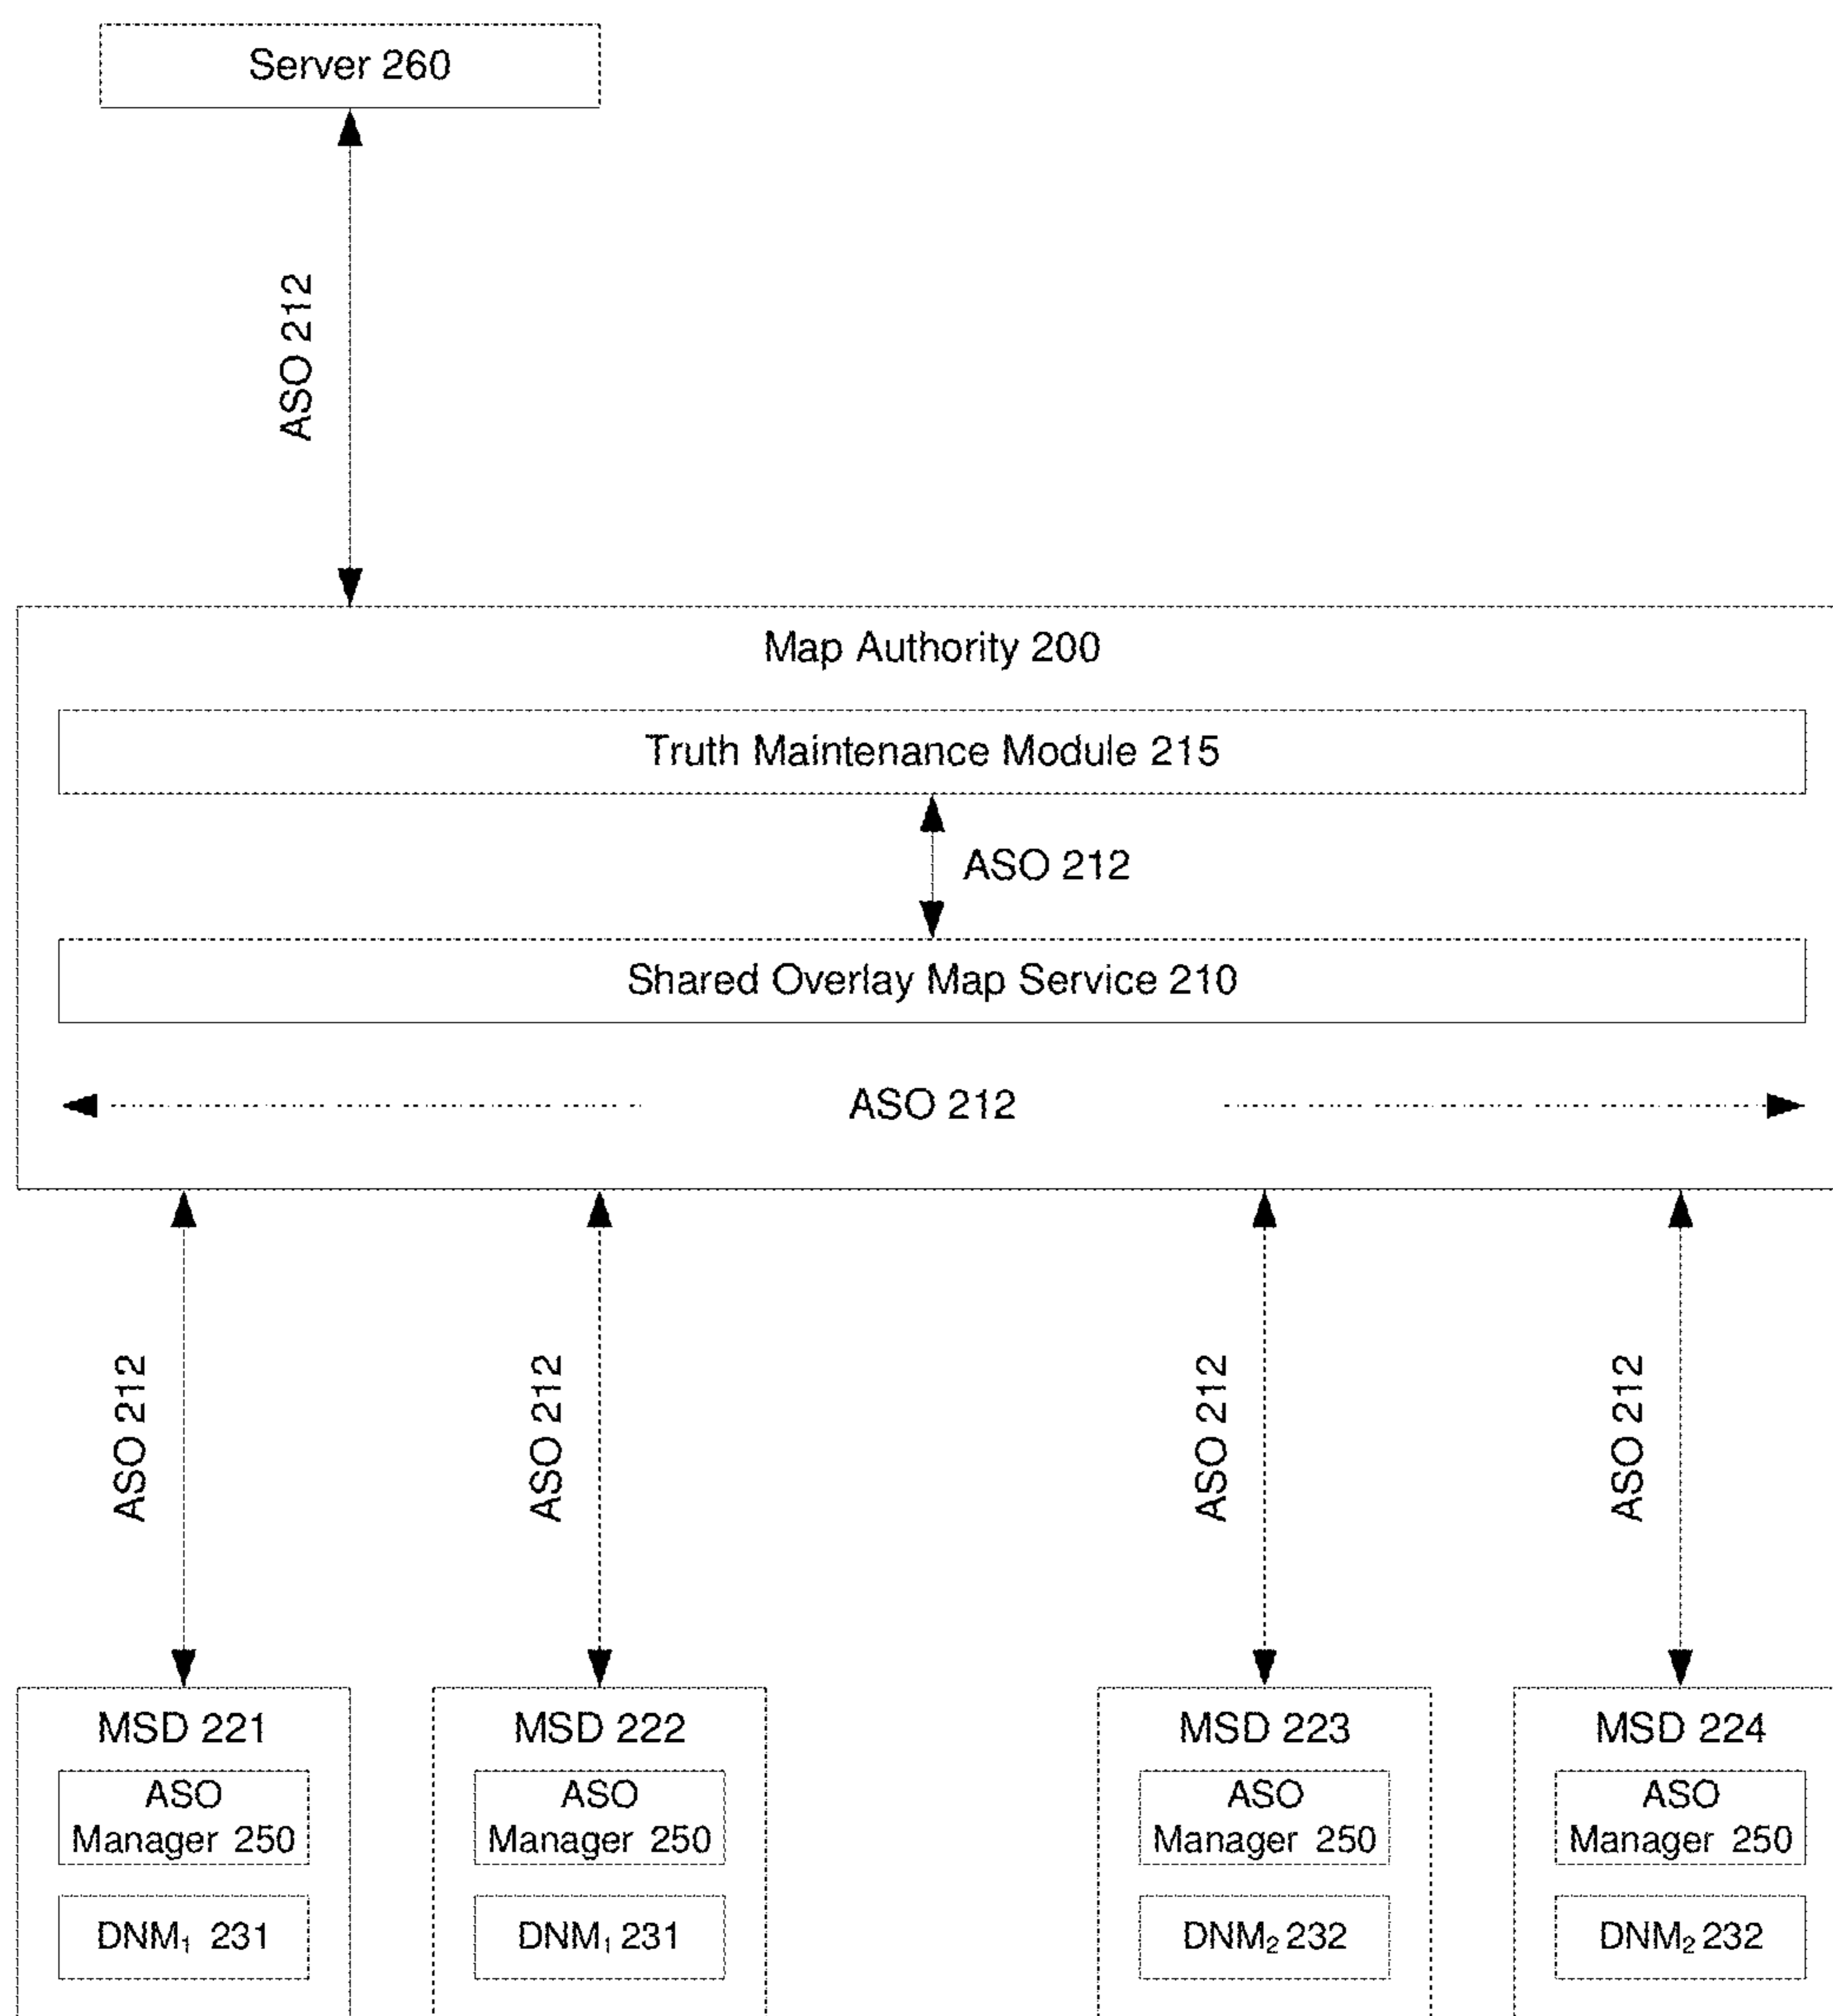 Server 260
ASO 212
Map Authority 200
Truth Maintenance Module 215
ASO 212
Shared Overlay Map Service 210
ASO 212
ASO 212
ASO 212
ASO 212
ASO 212
MSD 221
ASO
Manager 250
DNM₁ 231
MSD 222
ASO
Manager 250
DNM₁ 231
MSD 223
ASO
Manager 250
DNM₂ 232
MSD 224
ASO
Manager 250
DNM₂ 232